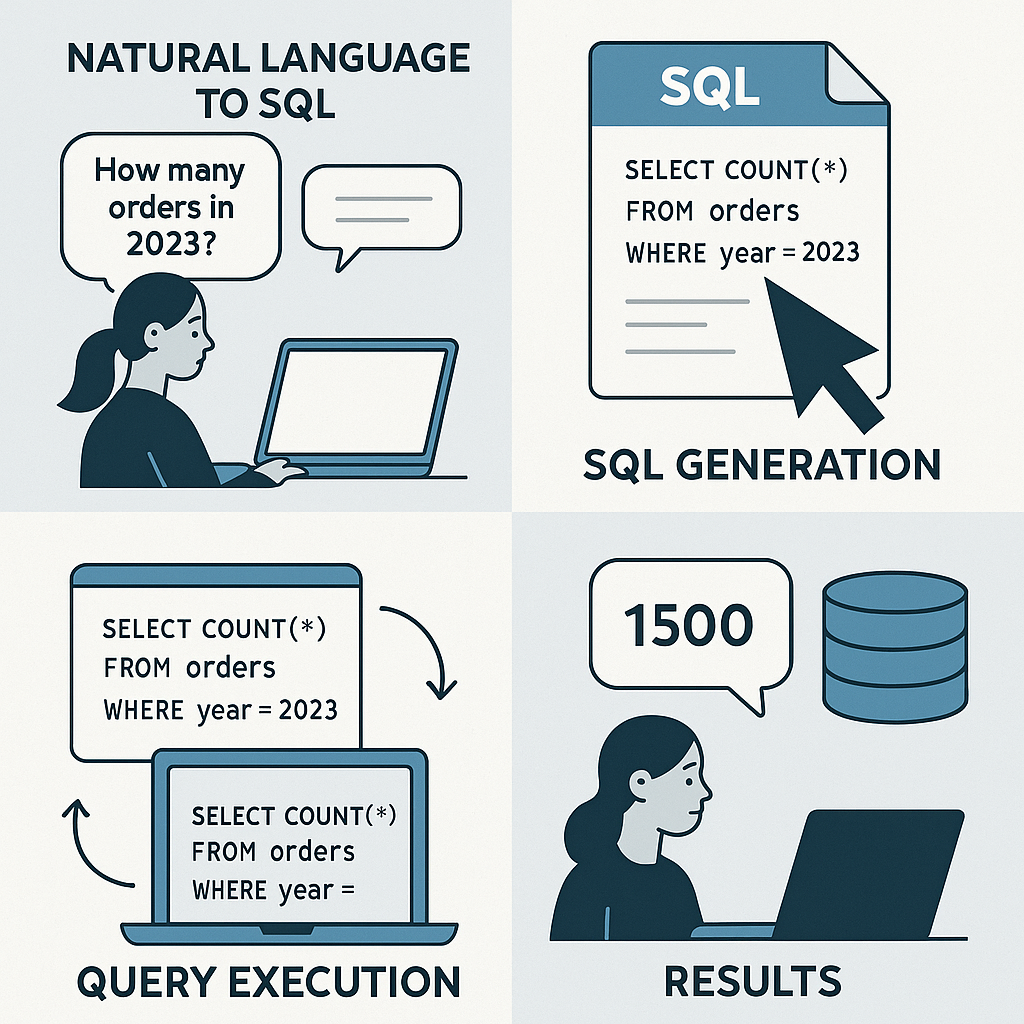 NATURAL LANGUAGE
TO SQL
How many
orders in
2023?
SQL
SELECT COUNT(*)
FROM orders
WHERE year = 2023
SQL GENERATION
SELECT COUNT(*)
FROM orders
WHERE year = 2023
SELECT COUNT(*)
FROM orders
WHERE year =
QUERY EXECUTION
1500
RESULTS